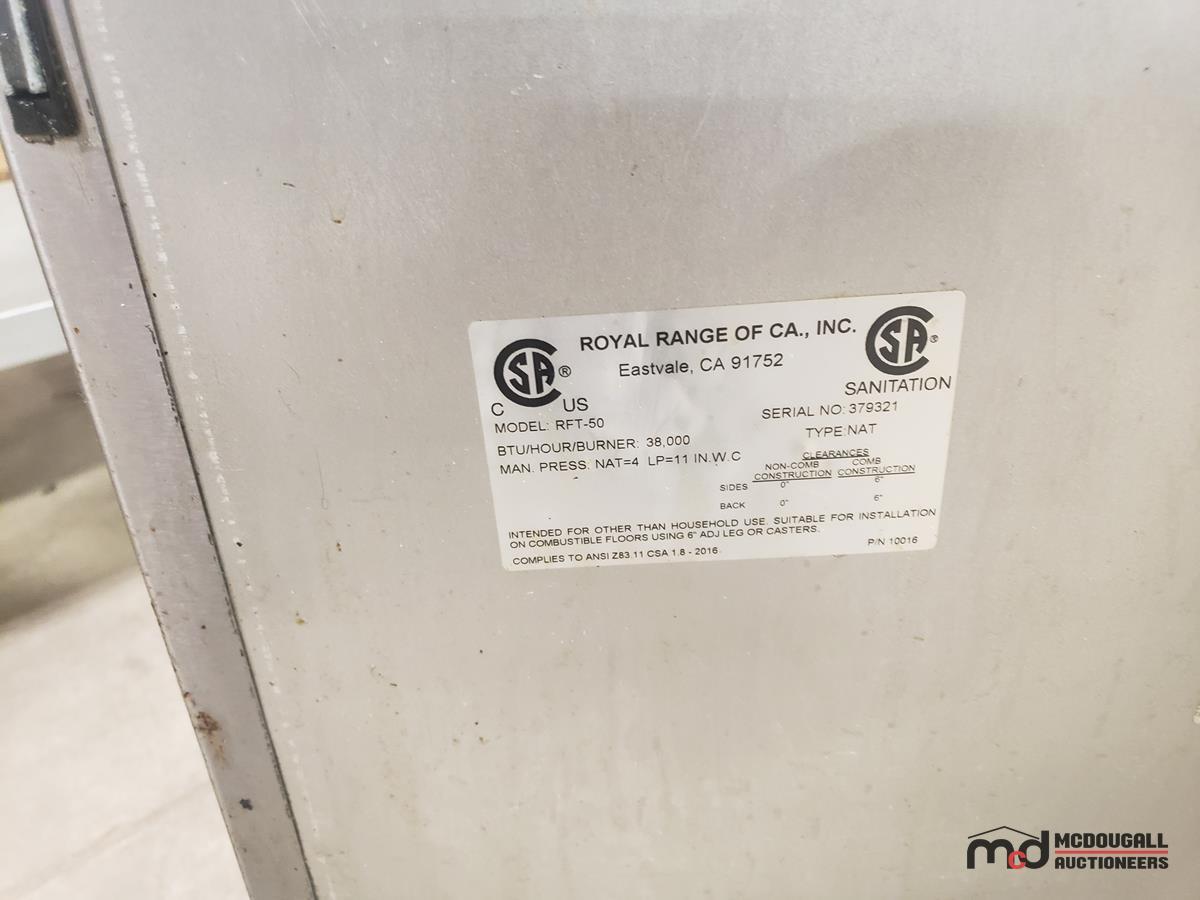 ROYAL RANGE OF CA., INC.
Eastvale, CA 91752
CSA ®
C US
CSA ®
SANITATION
MODEL: RFT-50
SERIAL NO: 379321
BTU/HOUR/BURNER: 38,000
TYPE:NAT
MAN. PRESS: NAT=4 LP=11 IN.W.C
CLEARANCES
NON-COMB CONSTRUCTION COMB CONSTRUCTION
SIDES 0" 6"
BACK 0" 6"
INTENDED FOR OTHER THAN HOUSEHOLD USE. SUITABLE FOR INSTALLATION
ON COMBUSTIBLE FLOORS USING 6" ADJ LEG OR CASTERS.
COMPLIES TO ANSI Z83.11 CSA 1.8 - 2016
P/N 10016
mcd MCDOUGALL
AUCTIONEERS